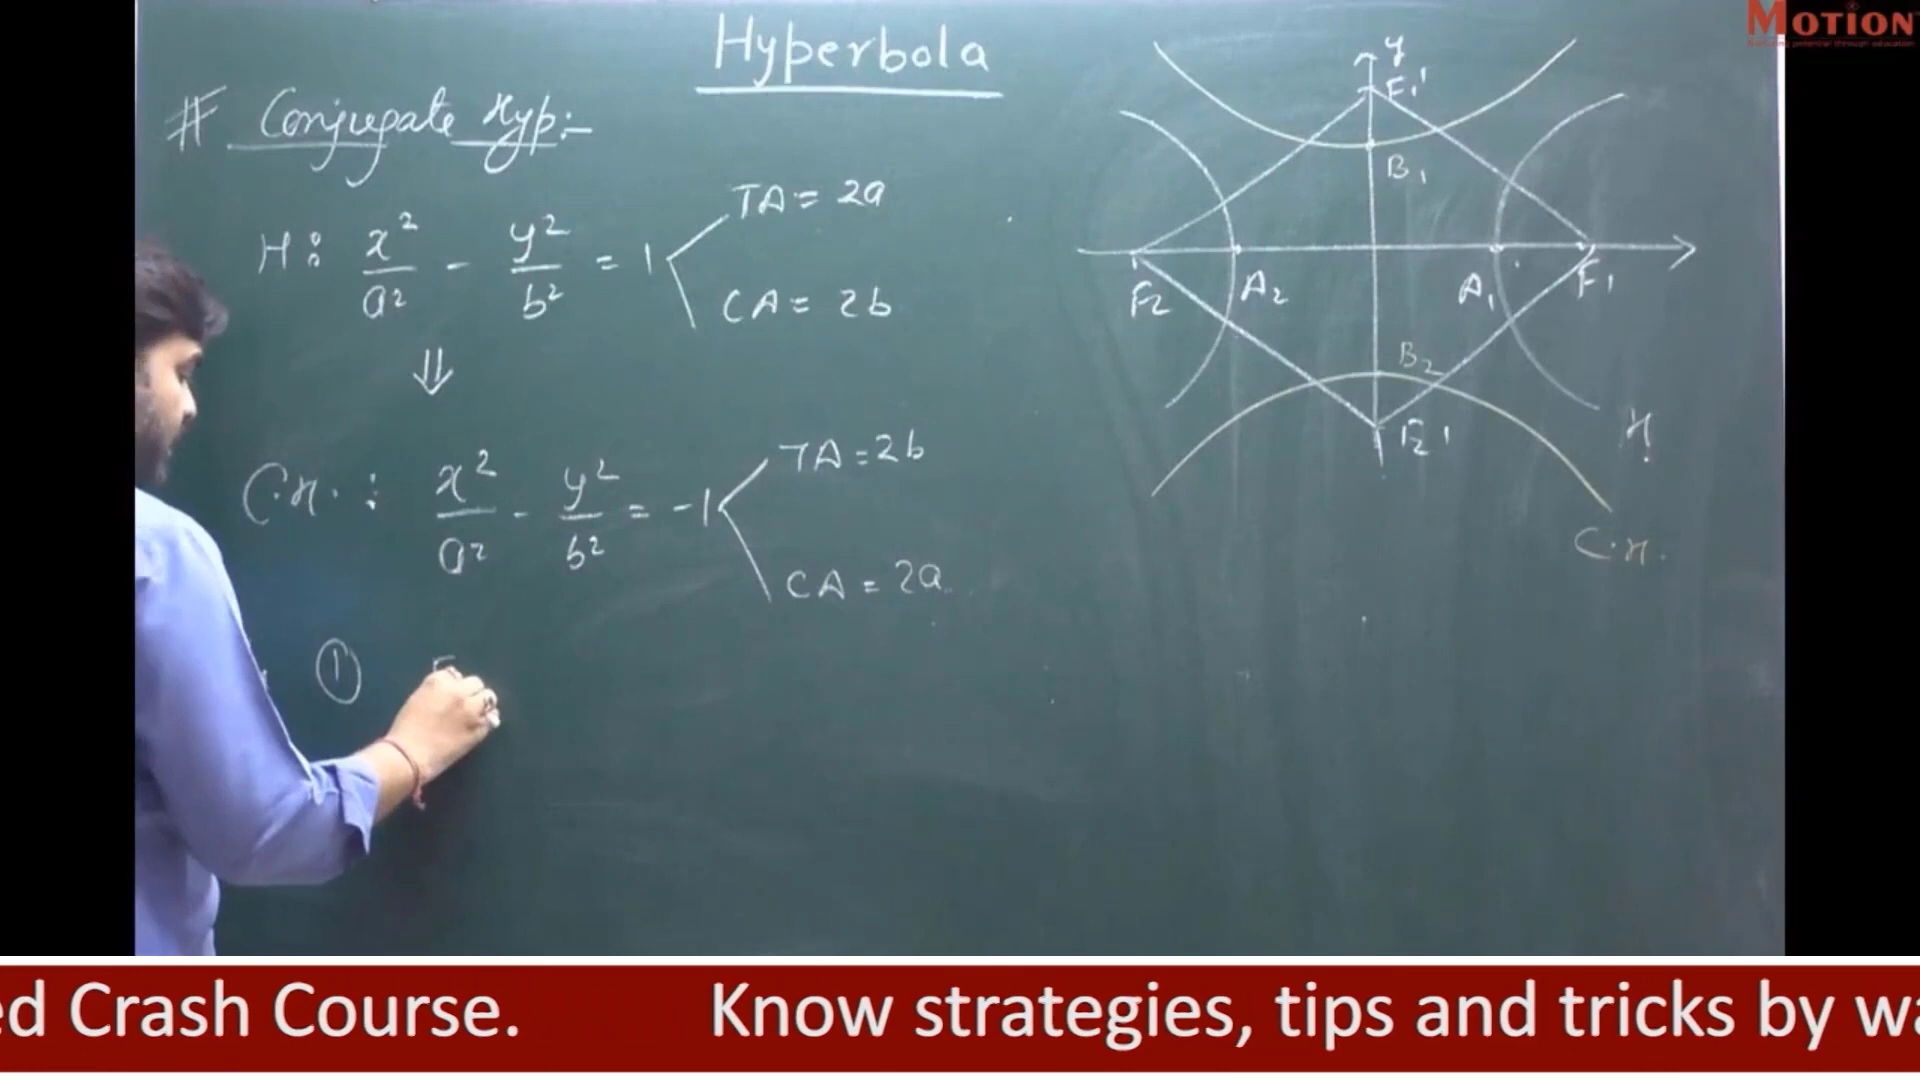 MOTION
Hyperbola
# Conjugate Hyp:-
H: x²/a² - y²/b² = 1
TA = 2a
CA = 2b
⇓
C.H. : x²/a² - y²/b² = -1
TA = 2b
CA = 2a
①
y
F₁'
B₁
F₂ A₂ A₁ F₁
B₂
F₂'
H
C.H.
ed Crash Course. Know strategies, tips and tricks by wa